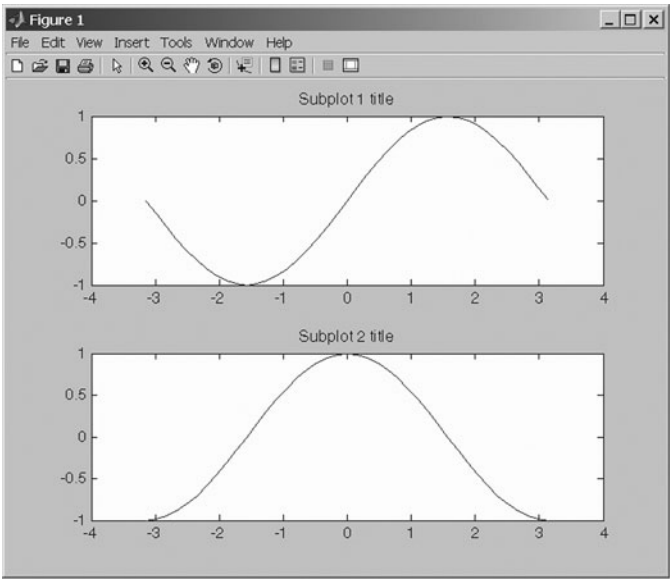 Figure 1
File Edit View Insert Tools Window Help
Subplot 1 title
1
0.5
0
-0.5
-1
-4 -3 -2 -1 0 1 2 3 4
Subplot 2 title
1
0.5
0
-0.5
-1
-4 -3 -2 -1 0 1 2 3 4